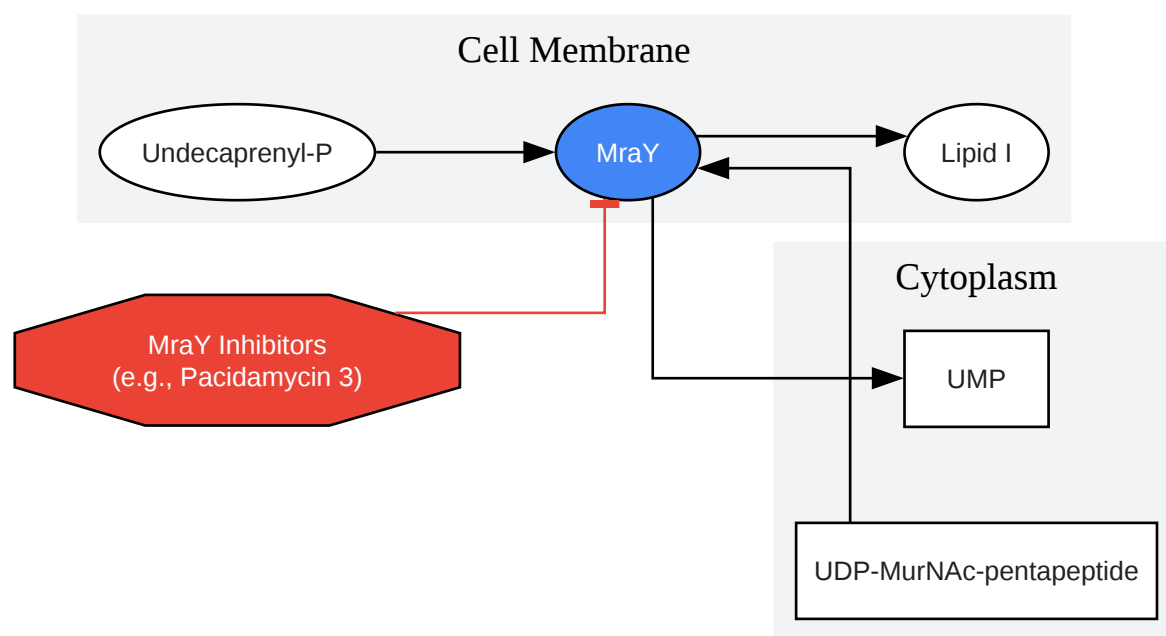 Cell Membrane
Undecaprenyl-P
MraY
Lipid I
Cytoplasm
MraY Inhibitors
(e.g., Pacidamycin 3)
UMP
UDP-MurNAc-pentapeptide